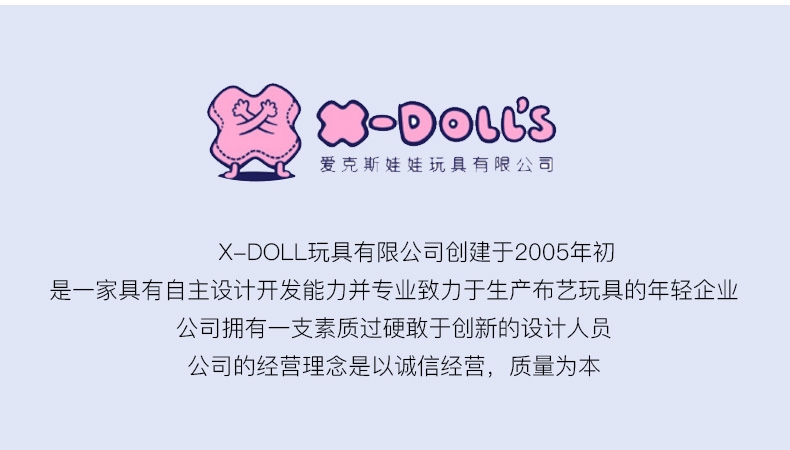 X-DOLL's
爱克斯娃娃玩具有限公司
X-DOLL玩具有限公司创建于2005年初
是一家具有自主设计开发能力并专业致力于生产布艺玩具的年轻企业
公司拥有一支素质过硬敢于创新的设计人员
公司的经营理念是以诚信经营，质量为本